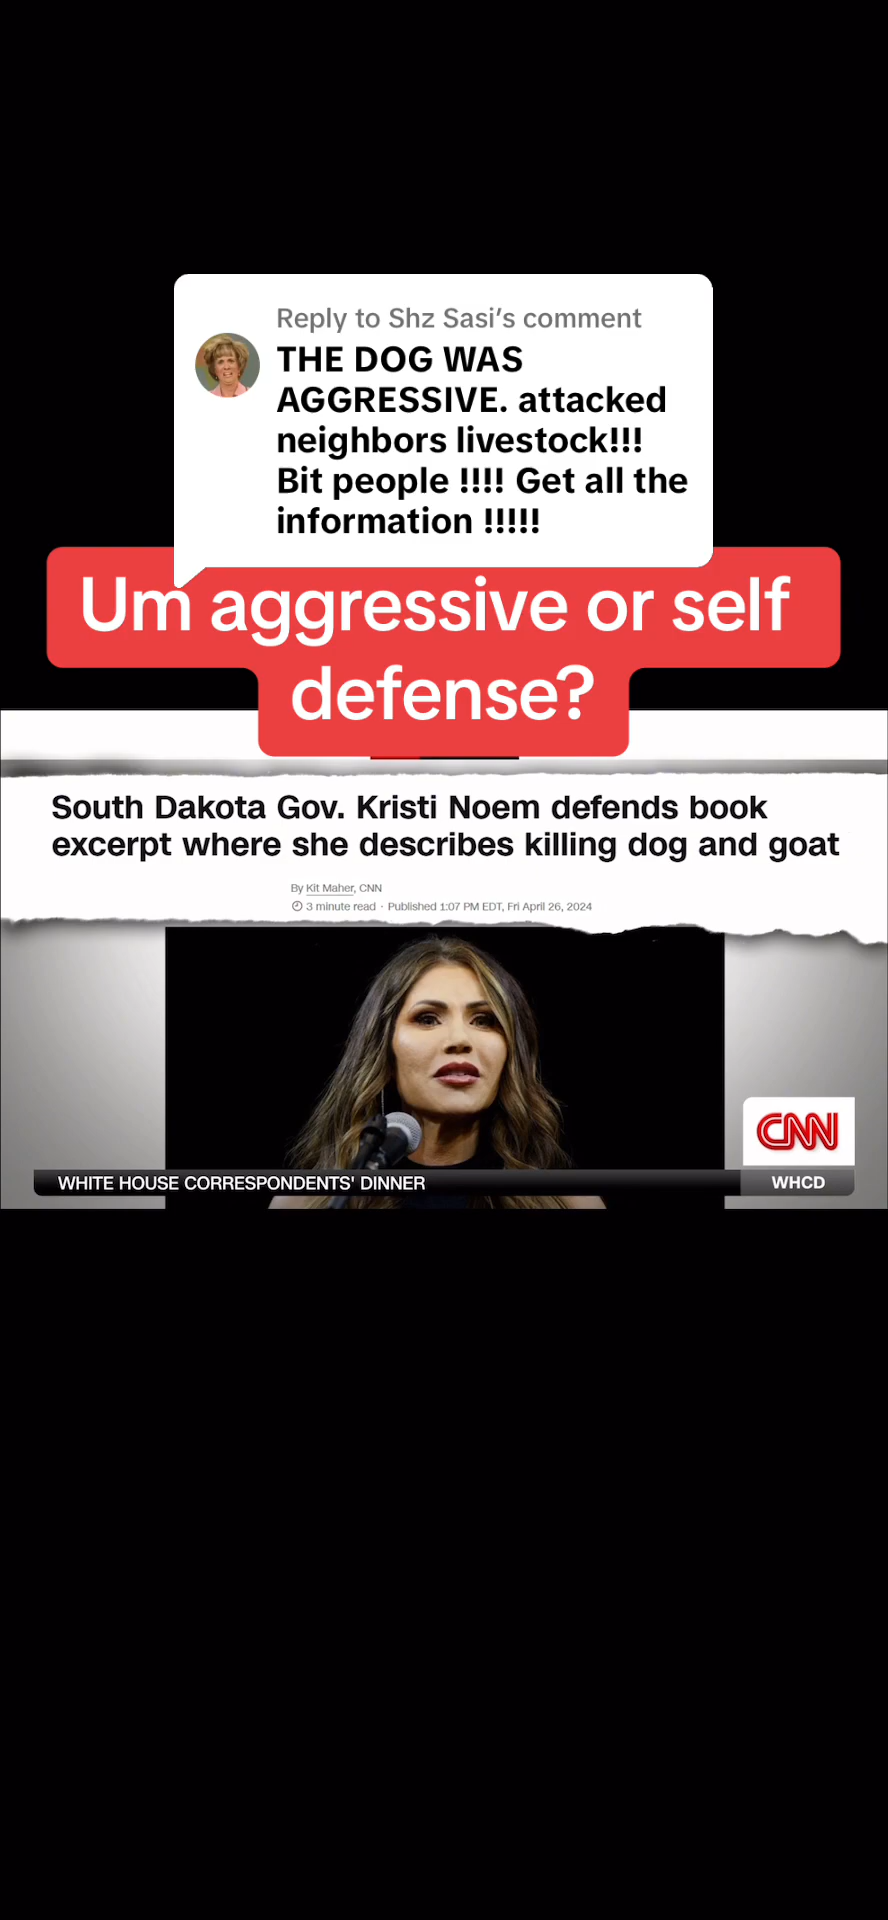 Reply to Shz Sasi's comment
THE DOG WAS
AGGRESSIVE. attacked
neighbors livestock!!!
Bit people !!!! Get all the
information !!!!!
Um aggressive or self
defense?
South Dakota Gov. Kristi Noem defends book
excerpt where she describes killing dog and goat
By Kit Maher, CNN
3 minute read · Published 1:07 PM EDT, Fri April 26, 2024
CNN
WHITE HOUSE CORRESPONDENTS' DINNER
WHCD